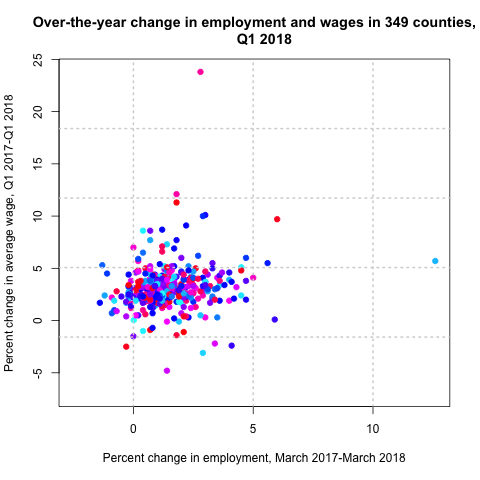 Over-the-year change in employment and wages in 349 counties,
Q1 2018
Percent change in average wage, Q1 2017-Q1 2018
25
20
15
10
5
0
-5
0
5
10
Percent change in employment, March 2017-March 2018